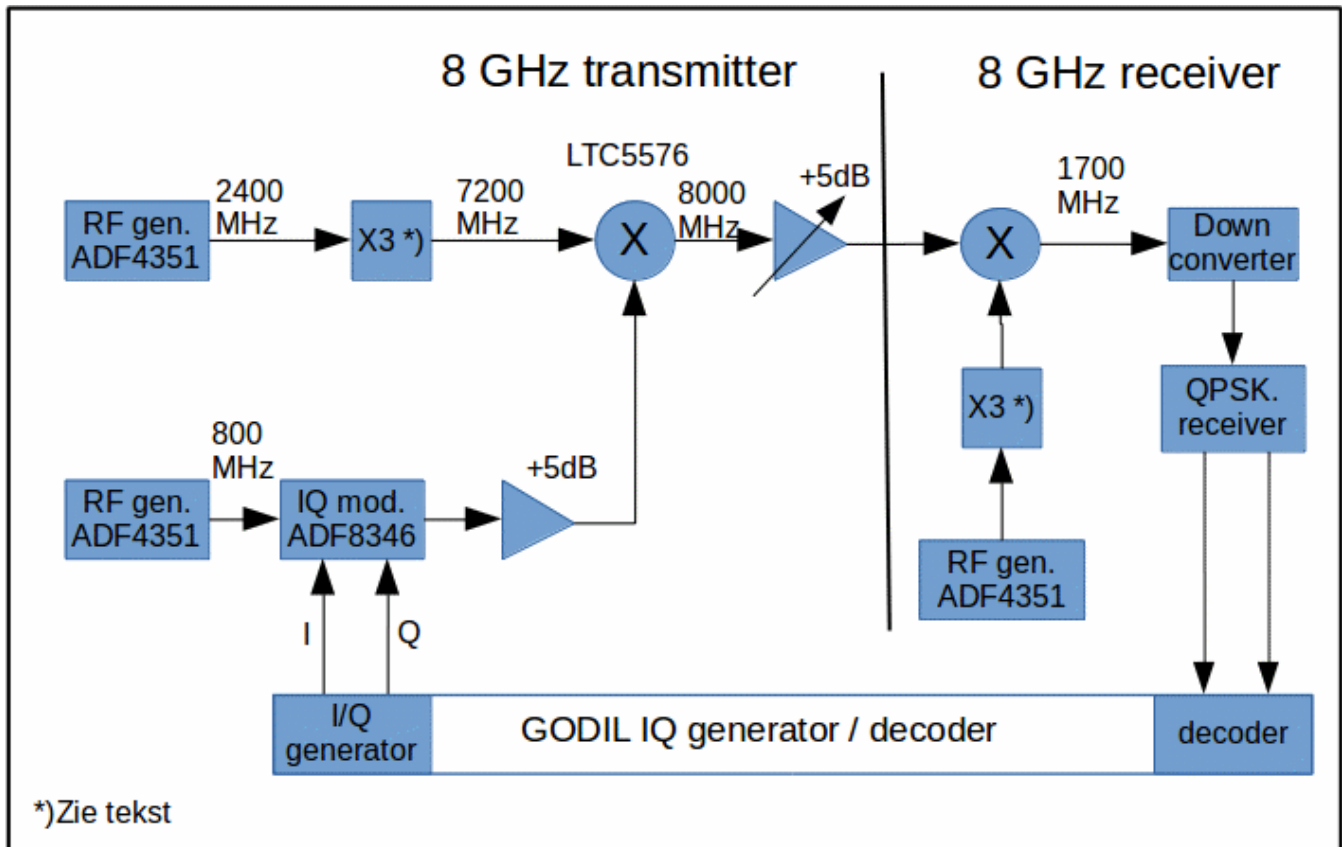 8 GHz transmitter
8 GHz receiver
LTC5576
2400
MHz
7200
MHz
8000
MHz
+5dB
1700
MHz
RF gen.
ADF4351
X3 *)
X
X
Down
converter
X3 *)
QPSK.
receiver
800
MHz
+5dB
RF gen.
ADF4351
IQ mod.
ADF8346
RF gen.
ADF4351
I
Q
I/Q
generator
GODIL IQ generator / decoder
decoder
*)Zie tekst